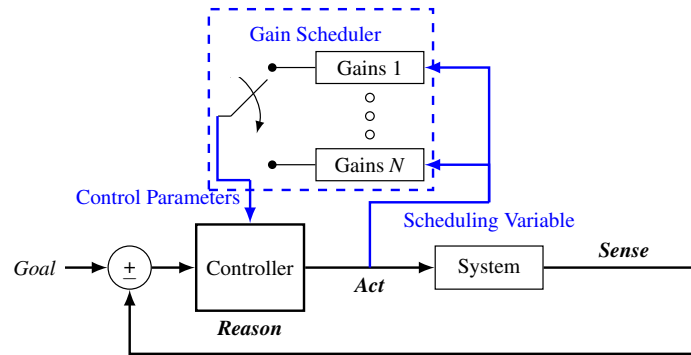 Gain Scheduler
Gains 1
Gains N
Control Parameters
Scheduling Variable
Goal
+
−
Controller
Act
System
Sense
Reason